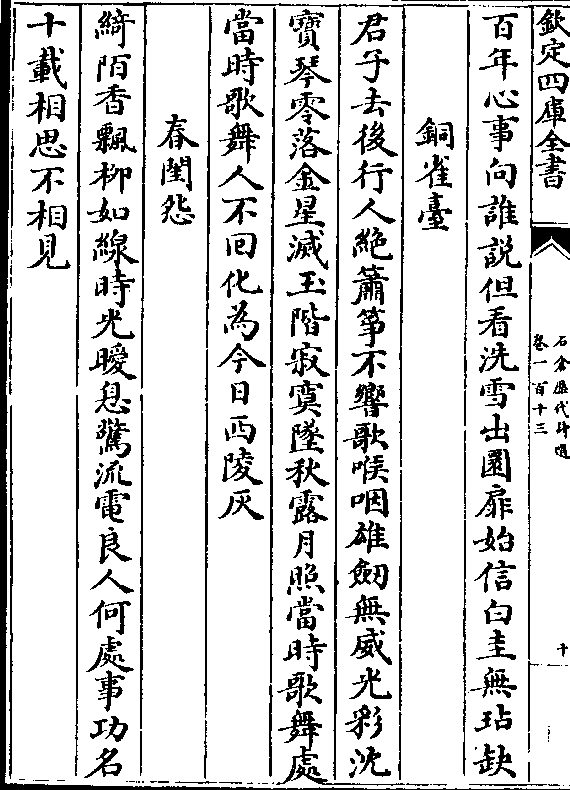 欽定四庫全書
石倉歷代詩選
卷一百十三
十
百年心事向誰說但看洗雪出圜扉始信白圭無玷缺
銅雀臺
君子去後行人絶簫箏不響歌喉咽雄劒無威光彩沈
寶琴零落金星滅玉階寂寞墜秋露月照當時歌舞處
當時歌舞人不囘化為今日西陵灰
春閨怨
綺陌香飄柳如線時光瞬息驚流電良人何處事功名
十載相思不相見